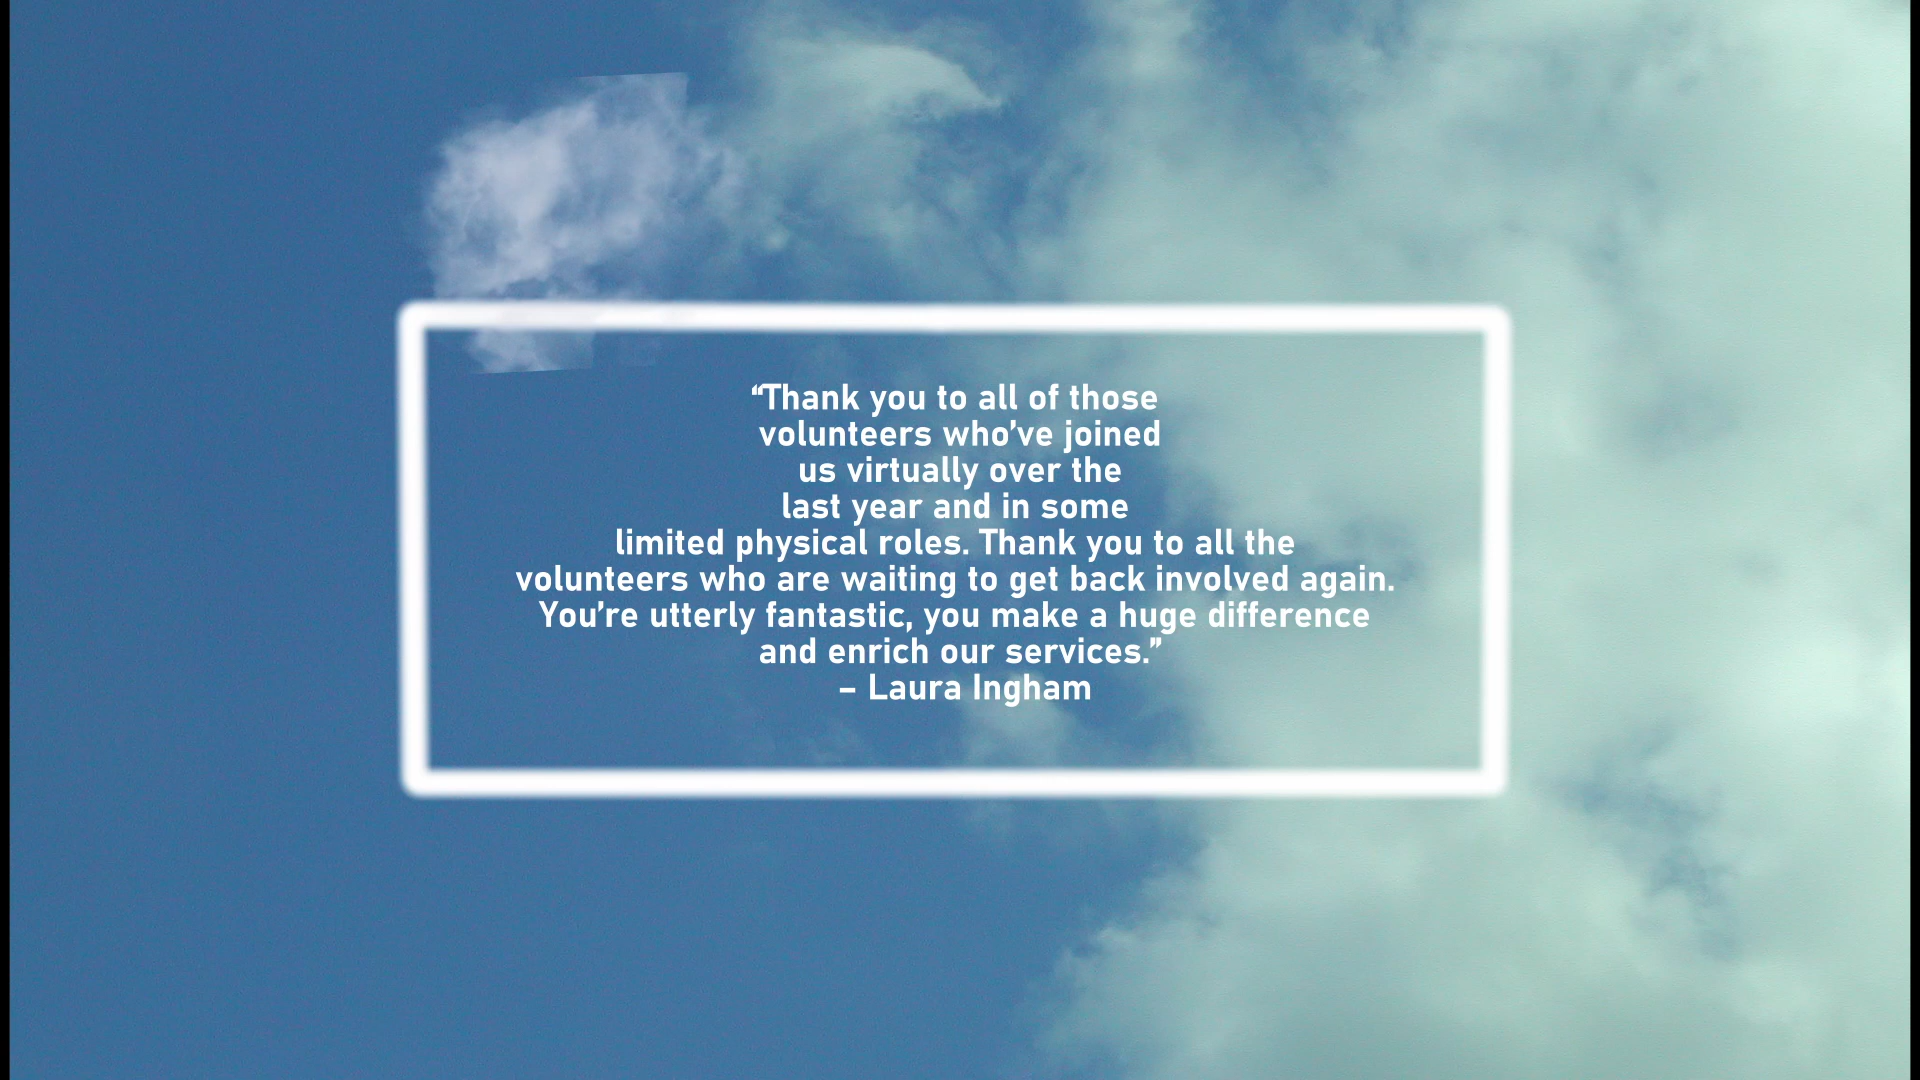 “Thank you to all of those
volunteers who’ve joined
us virtually over the
last year and in some
limited physical roles. Thank you to all the
volunteers who are waiting to get back involved again.
You’re utterly fantastic, you make a huge difference
and enrich our services.”
– Laura Ingham